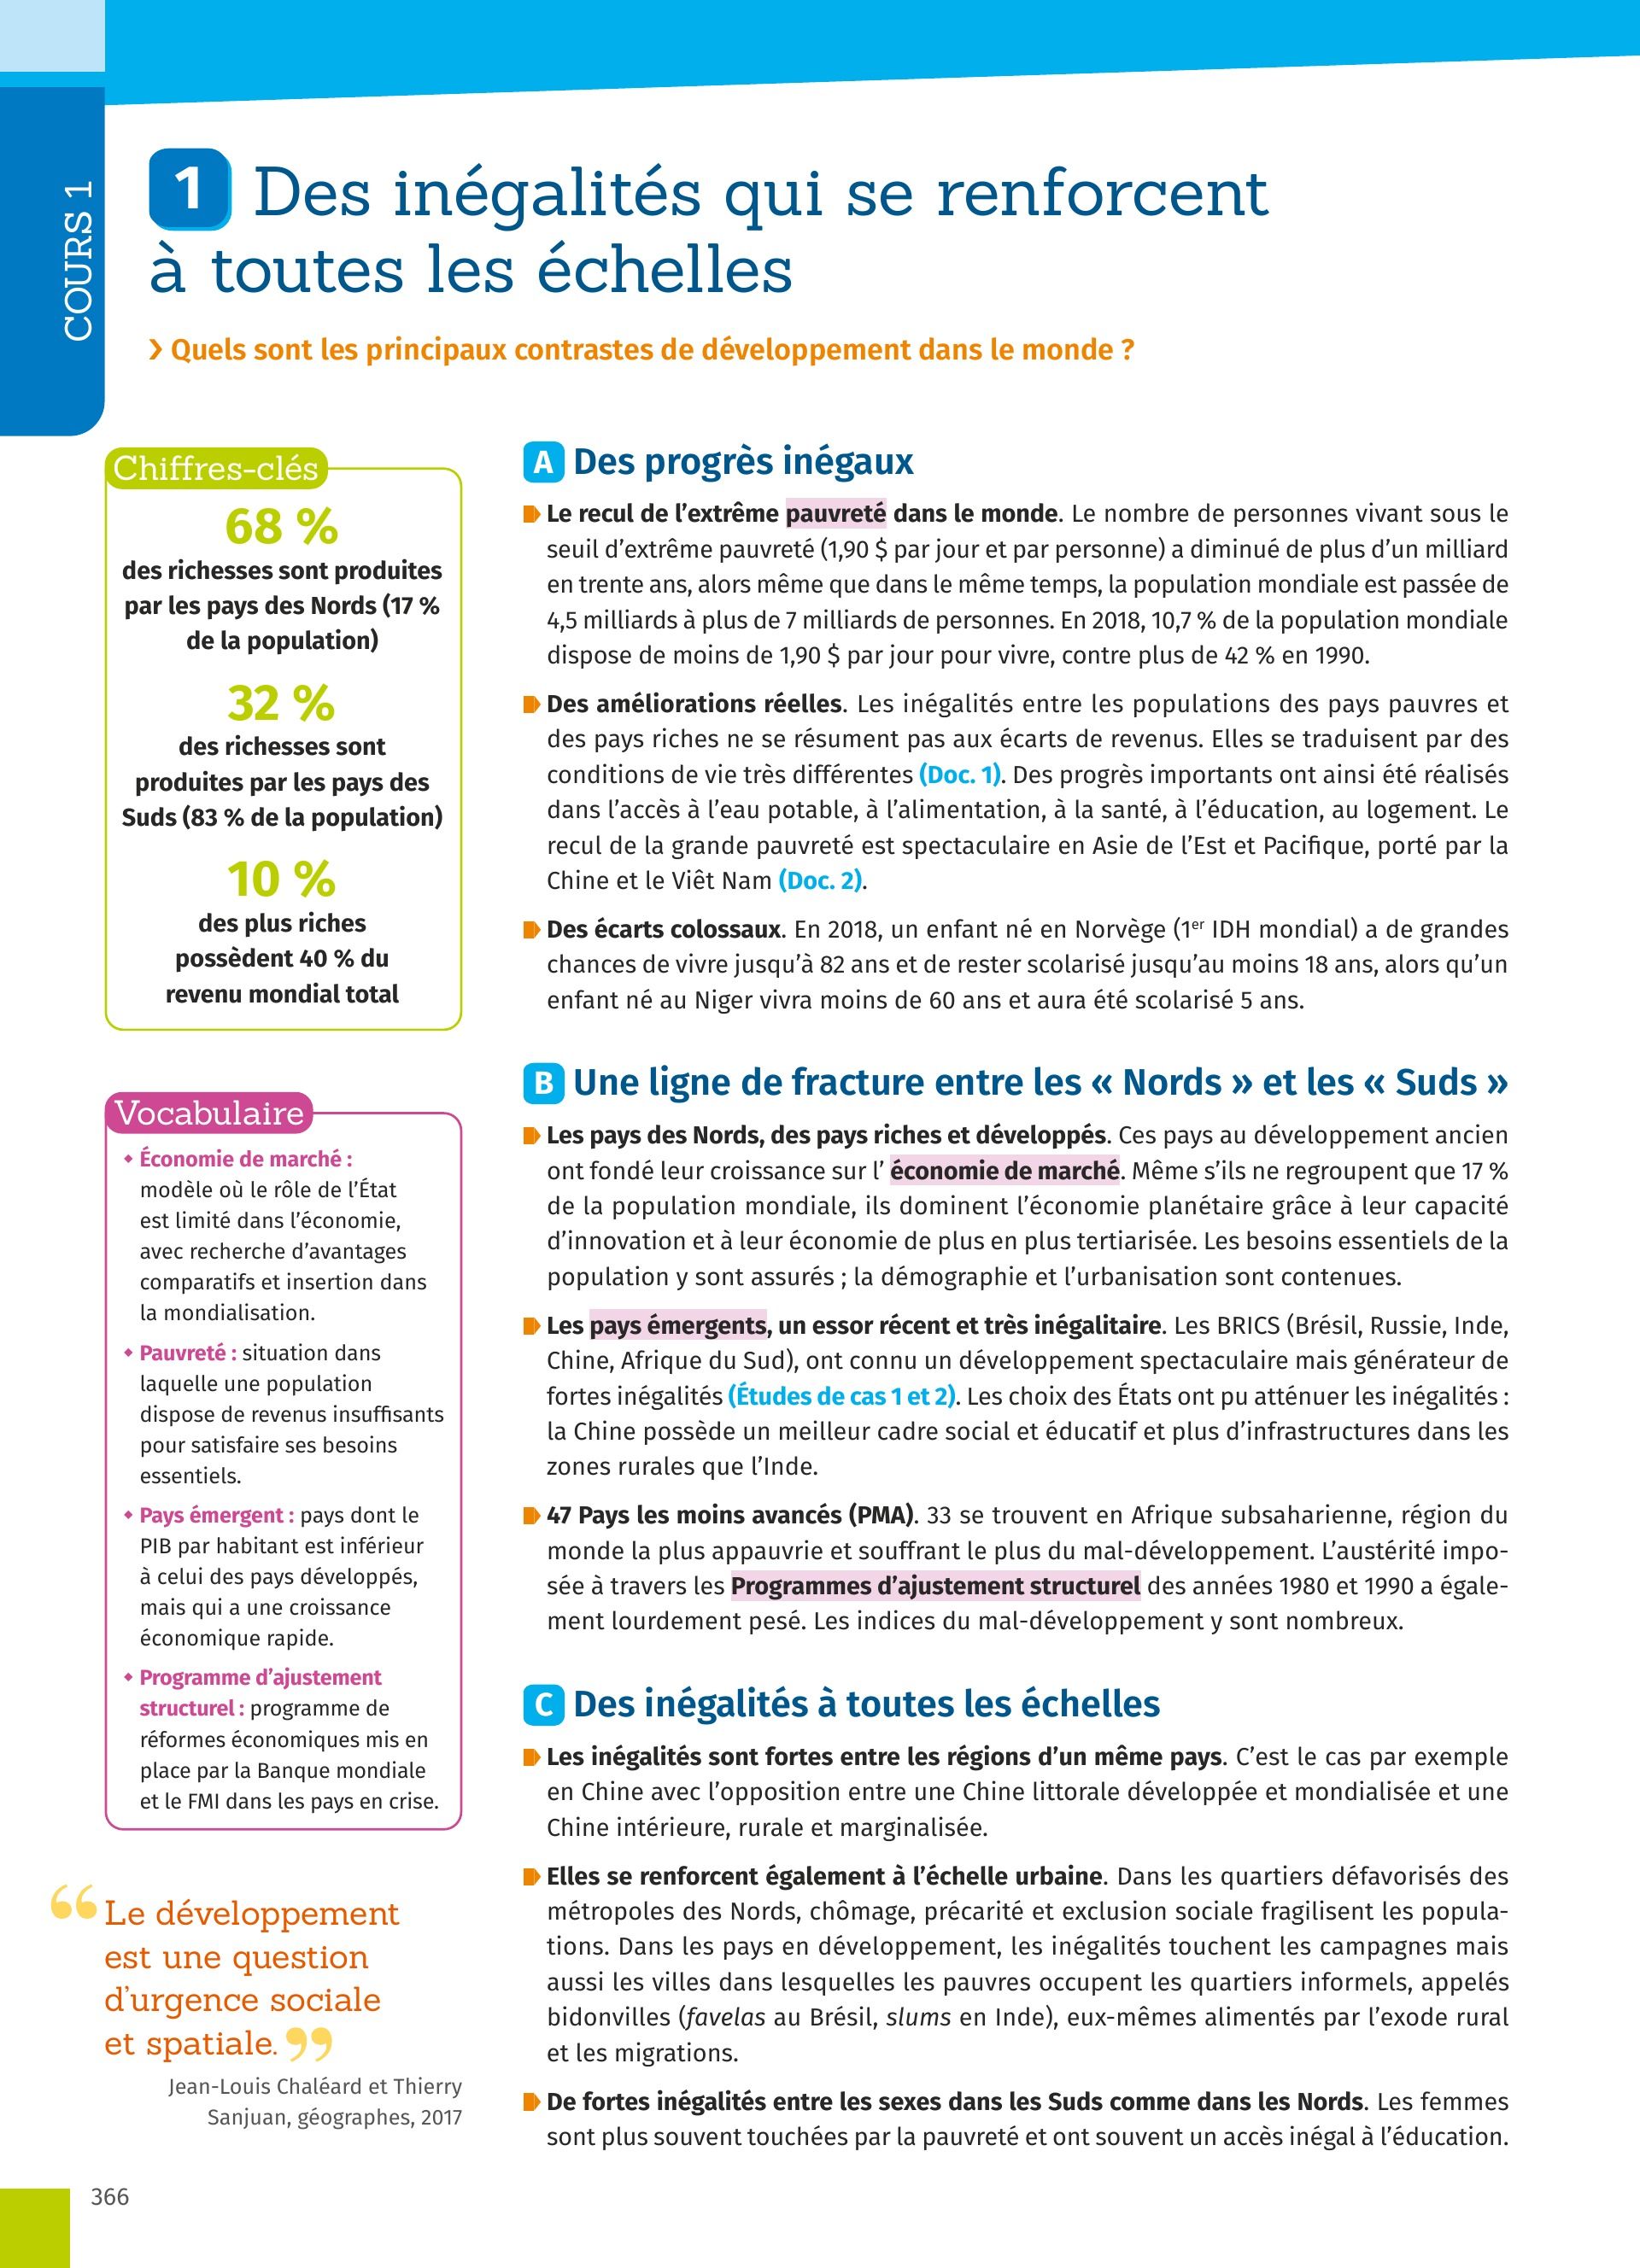 COURS 1
1 Des inégalités qui se renforcent
à toutes les échelles
› Quels sont les principaux contrastes de développement dans le monde ?
Chiffres-clés
68 %
des richesses sont produites
par les pays des Nords (17 %
de la population)
32 %
des richesses sont
produites par les pays des
Suds (83 % de la population)
10 %
des plus riches
possèdent 40 % du
revenu mondial total
Vocabulaire
Économie de marché :
modèle où le rôle de l’État
est limité dans l’économie,
avec recherche d’avantages
comparatifs et insertion dans
la mondialisation.
Pauvreté : situation dans
laquelle une population
dispose de revenus insuffisants
pour satisfaire ses besoins
essentiels.
Pays émergent : pays dont le
PIB par habitant est inférieur
à celui des pays développés,
mais qui a une croissance
économique rapide.
Programme d’ajustement
structurel : programme de
réformes économiques mis en
place par la Banque mondiale
et le FMI dans les pays en crise.
“ Le développement
est une question
d’urgence sociale
et spatiale. ”
Jean-Louis Chaléard et Thierry
Sanjuan, géographes, 2017
A Des progrès inégaux
Le recul de l’extrême pauvreté dans le monde. Le nombre de personnes vivant sous le
seuil d’extrême pauvreté (1,90 $ par jour et par personne) a diminué de plus d’un milliard
en trente ans, alors même que dans le même temps, la population mondiale est passée de
4,5 milliards à plus de 7 milliards de personnes. En 2018, 10,7 % de la population mondiale
dispose de moins de 1,90 $ par jour pour vivre, contre plus de 42 % en 1990.
Des améliorations réelles. Les inégalités entre les populations des pays pauvres et
des pays riches ne se résument pas aux écarts de revenus. Elles se traduisent par des
conditions de vie très différentes (Doc. 1). Des progrès importants ont ainsi été réalisés
dans l’accès à l’eau potable, à l’alimentation, à la santé, à l’éducation, au logement. Le
recul de la grande pauvreté est spectaculaire en Asie de l’Est et Pacifique, porté par la
Chine et le Viêt Nam (Doc. 2).
Des écarts colossaux. En 2018, un enfant né en Norvège (1er IDH mondial) a de grandes
chances de vivre jusqu’à 82 ans et de rester scolarisé jusqu’au moins 18 ans, alors qu’un
enfant né au Niger vivra moins de 60 ans et aura été scolarisé 5 ans.
B Une ligne de fracture entre les « Nords » et les « Suds »
Les pays des Nords, des pays riches et développés. Ces pays au développement ancien
ont fondé leur croissance sur l’ économie de marché. Même s’ils ne regroupent que 17 %
de la population mondiale, ils dominent l’économie planétaire grâce à leur capacité
d’innovation et à leur économie de plus en plus tertiarisée. Les besoins essentiels de la
population y sont assurés ; la démographie et l’urbanisation sont contenues.
Les pays émergents, un essor récent et très inégalitaire. Les BRICS (Brésil, Russie, Inde,
Chine, Afrique du Sud), ont connu un développement spectaculaire mais générateur de
fortes inégalités (Études de cas 1 et 2). Les choix des États ont pu atténuer les inégalités :
la Chine possède un meilleur cadre social et éducatif et plus d’infrastructures dans les
zones rurales que l’Inde.
47 Pays les moins avancés (PMA). 33 se trouvent en Afrique subsaharienne, région du
monde la plus appauvrie et souffrant le plus du mal-développement. L’austérité impo-
sée à travers les Programmes d’ajustement structurel des années 1980 et 1990 a égale-
ment lourdement pesé. Les indices du mal-développement y sont nombreux.
C Des inégalités à toutes les échelles
Les inégalités sont fortes entre les régions d’un même pays. C’est le cas par exemple
en Chine avec l’opposition entre une Chine littorale développée et mondialisée et une
Chine intérieure, rurale et marginalisée.
Elles se renforcent également à l’échelle urbaine. Dans les quartiers défavorisés des
métropoles des Nords, chômage, précarité et exclusion sociale fragilisent les popula-
tions. Dans les pays en développement, les inégalités touchent les campagnes mais
aussi les villes dans lesquelles les pauvres occupent les quartiers informels, appelés
bidonvilles (favelas au Brésil, slums en Inde), eux-mêmes alimentés par l’exode rural
et les migrations.
De fortes inégalités entre les sexes dans les Suds comme dans les Nords. Les femmes
sont plus souvent touchées par la pauvreté et ont souvent un accès inégal à l’éducation.
366